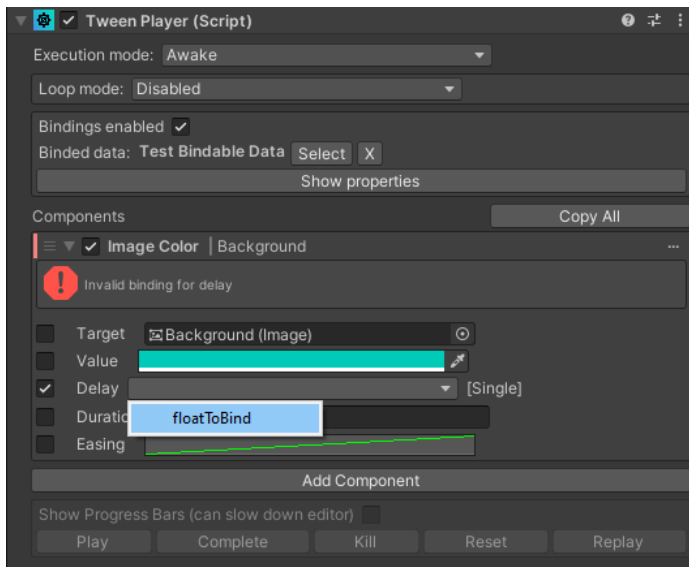 Tween Player (Script)
Execution mode: Awake
Loop mode: Disabled
Bindings enabled
Binded data: Test Bindable Data Select X
Show properties
Components Copy All
Image Color | Background
Invalid binding for delay
Target Background (Image)
Value
Delay [Single]
Duratio floatToBind
Easing
Add Component
Show Progress Bars (can slow down editor)
Play Complete Kill Reset Replay